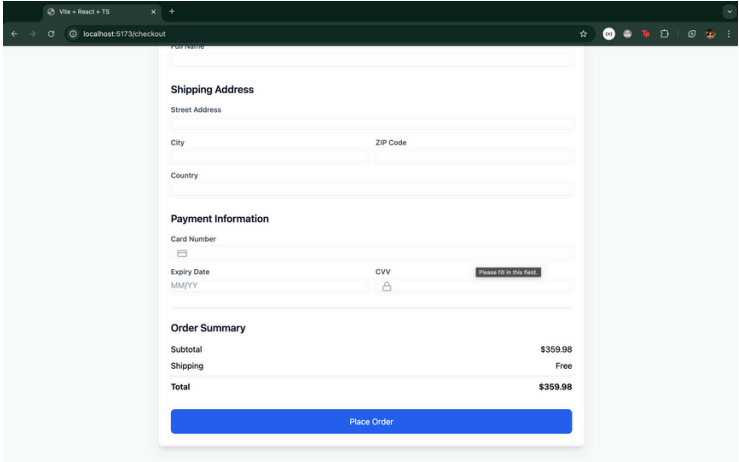 Vite + React + TS
localhost:5173/checkout
Full Name
Shipping Address
Street Address
City ZIP Code
Country
Payment Information
Card Number
Expiry Date CVV
Please fill in this field.
MM/YY
Order Summary
Subtotal $359.98
Shipping Free
Total $359.98
Place Order